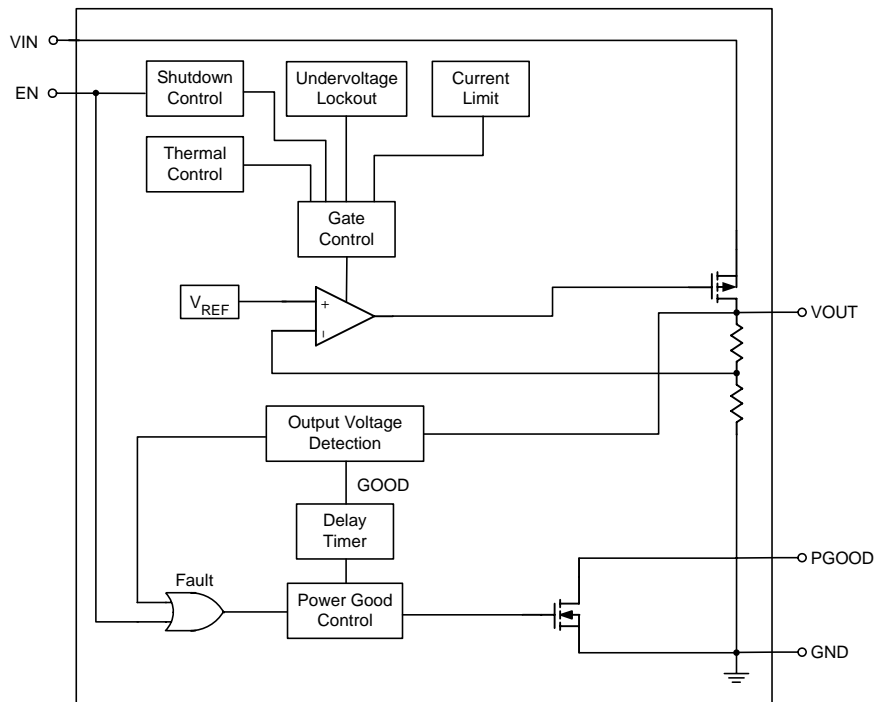 VIN
EN
Shutdown
Control
Undervoltage
Lockout
Current
Limit
Thermal
Control
Gate
Control
VREF
+
-
VOUT
Output Voltage
Detection
GOOD
Delay
Timer
PGOOD
Fault
Power Good
Control
GND